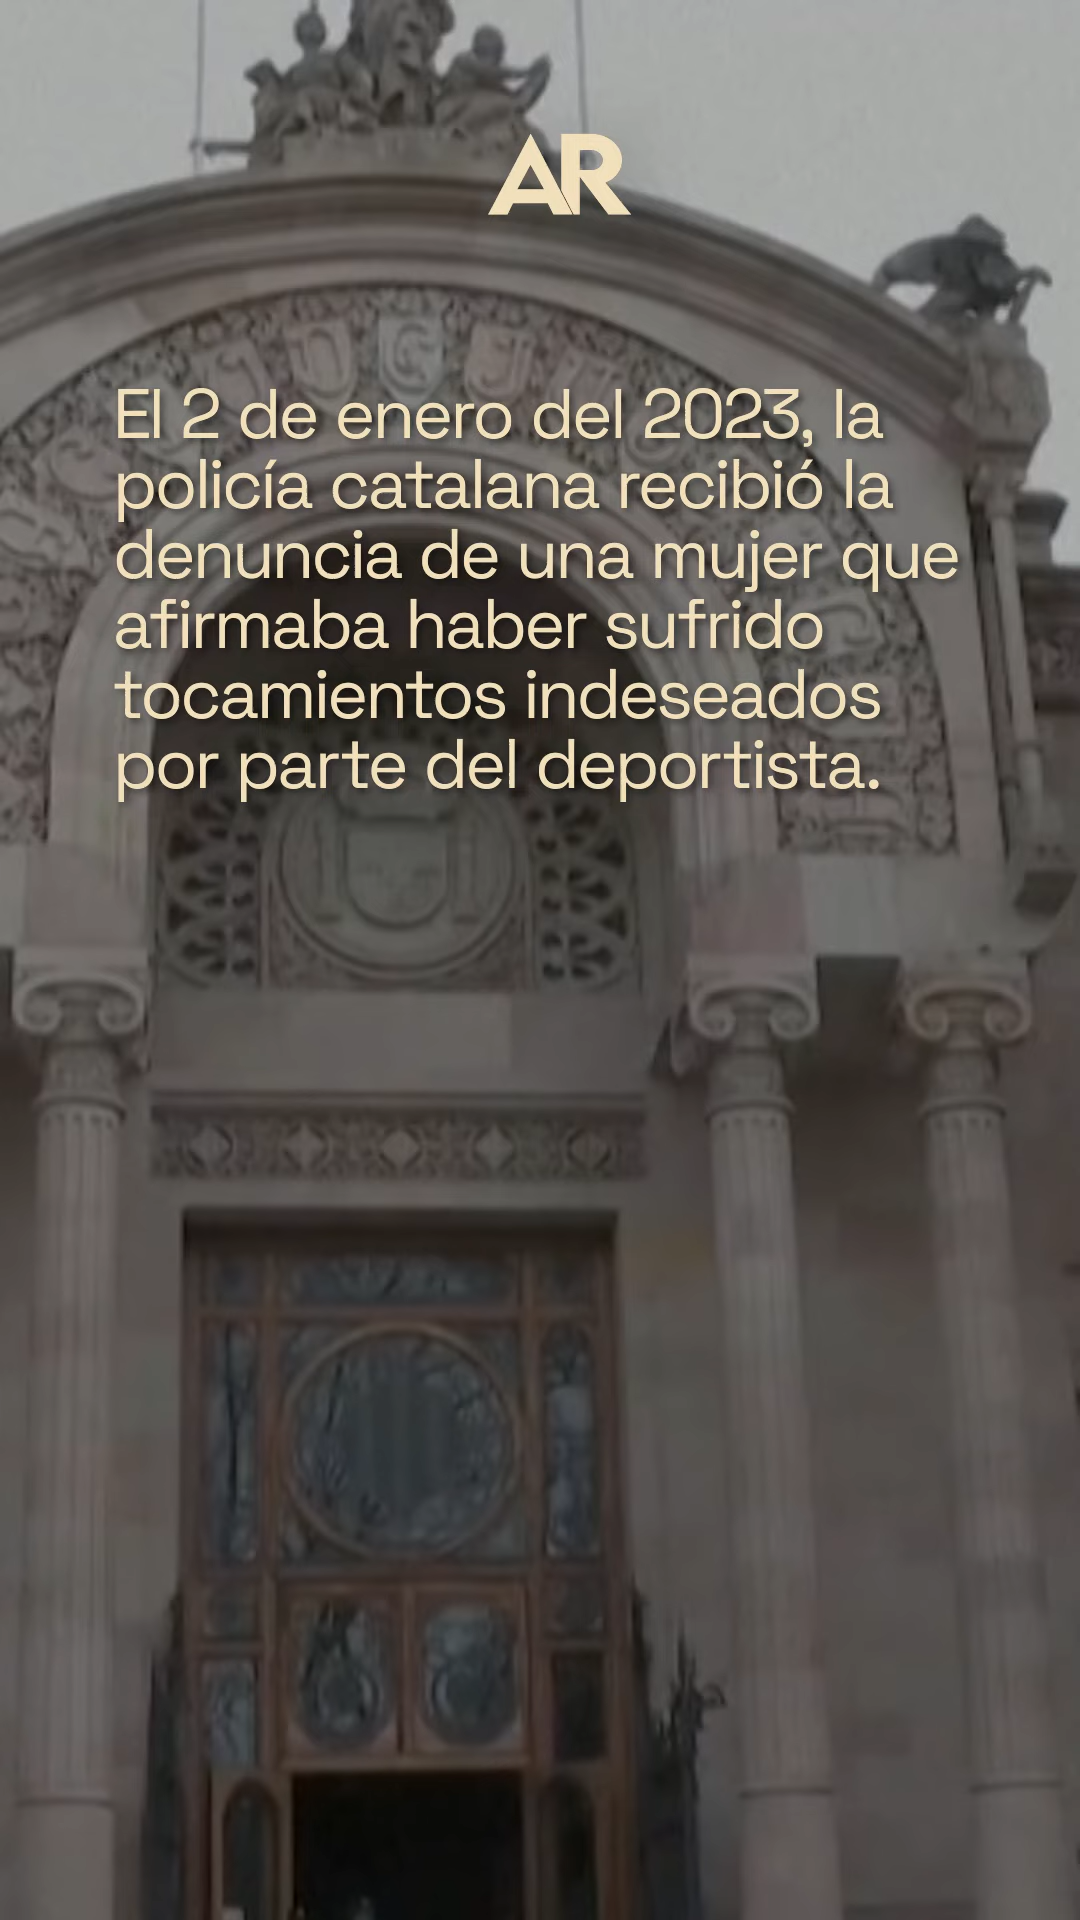 AR
El 2 de enero del 2023, la
policía catalana recibió la
denuncia de una mujer que
afirmaba haber sufrido
tocamientos indeseados
por parte del deportista.